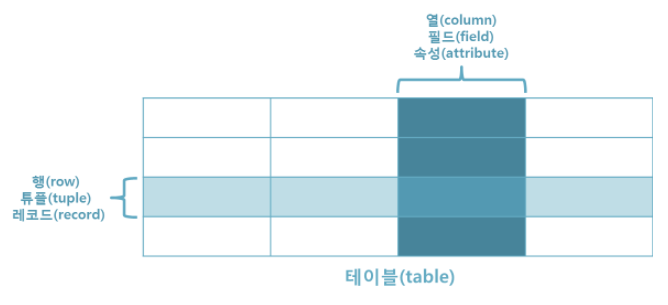 열(column)
필드(field)
속성(attribute)
행(row)
튜플(tuple)
레코드(record)
테이블(table)